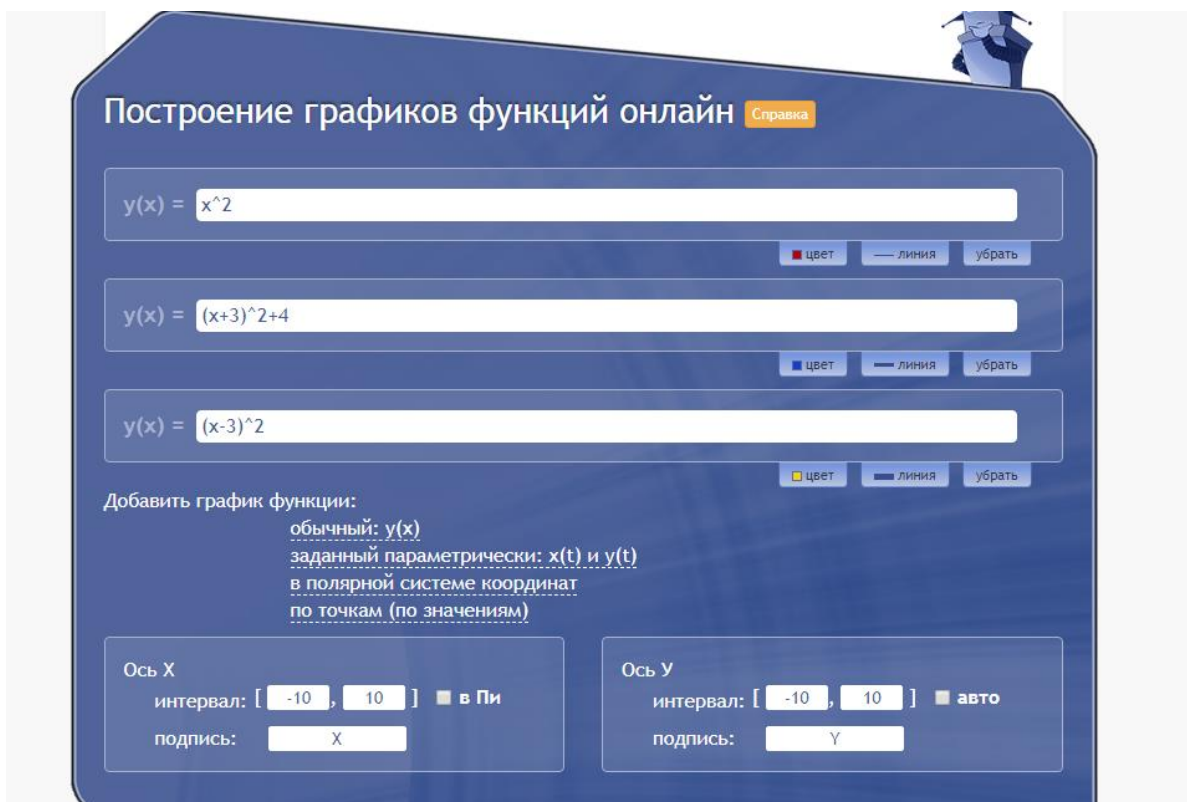 Построение графиков функций онлайн Справка
y(x) = x^2
цвет линия убрать
y(x) = (x+3)^2+4
цвет линия убрать
y(x) = (x-3)^2
цвет линия убрать
Добавить график функции:
обычный: y(x)
заданный параметрически: x(t) и y(t)
в полярной системе координат
по точкам (по значениям)
Ось X
интервал: [ -10 , 10 ] в Пи
подпись: X
Ось У
интервал: [ -10 , 10 ] авто
подпись: Y